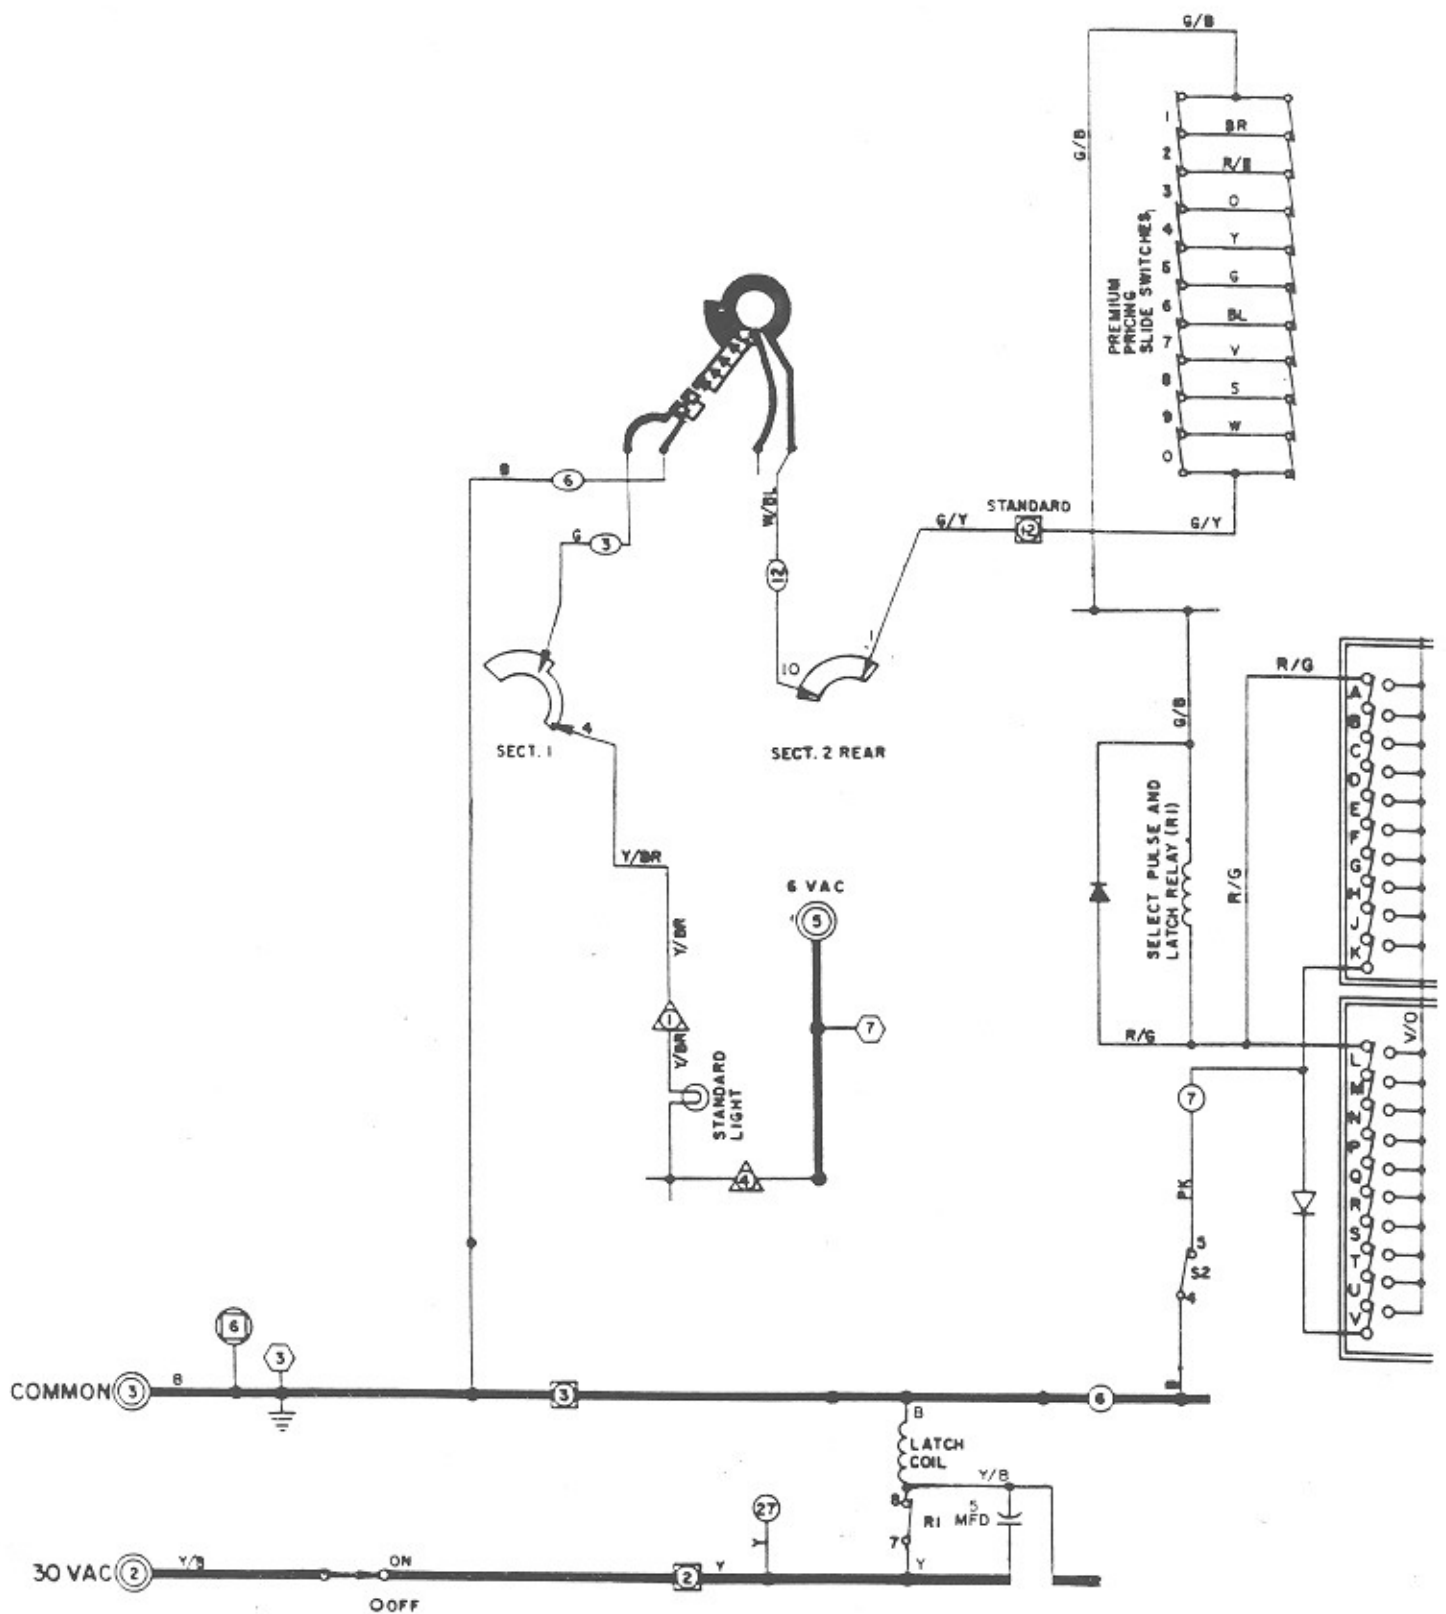 G/B
G/B
1
BR
2
3
O
4
Y
5
G
6
BL
7
V
8
S
9
W
0
PREMIUM
PRICING
SLIDE SWITCHES
B
6
G
3
W/BL
12
STANDARD
G/Y
12
G/Y
1
10
4
SECT. 1
SECT. 2 REAR
R/G
A
B
C
D
E
F
G
H
J
K
G/B
SELECT PULSE AND
LATCH RELAY (R1)
R/G
Y/BR
Y/BR
1
Y/BR
STANDARD
LIGHT
4
6 VAC
5
7
R/G
V/O
L
M
N
P
Q
R
S
T
U
V
7
PK
5
S2
4
B
6
3
COMMON 3
B
3
6
B
LATCH
COIL
Y/B
8
5
MFD
R1
7
Y
27
Y
30 VAC 2
Y/B
ON
OFF
2
Y